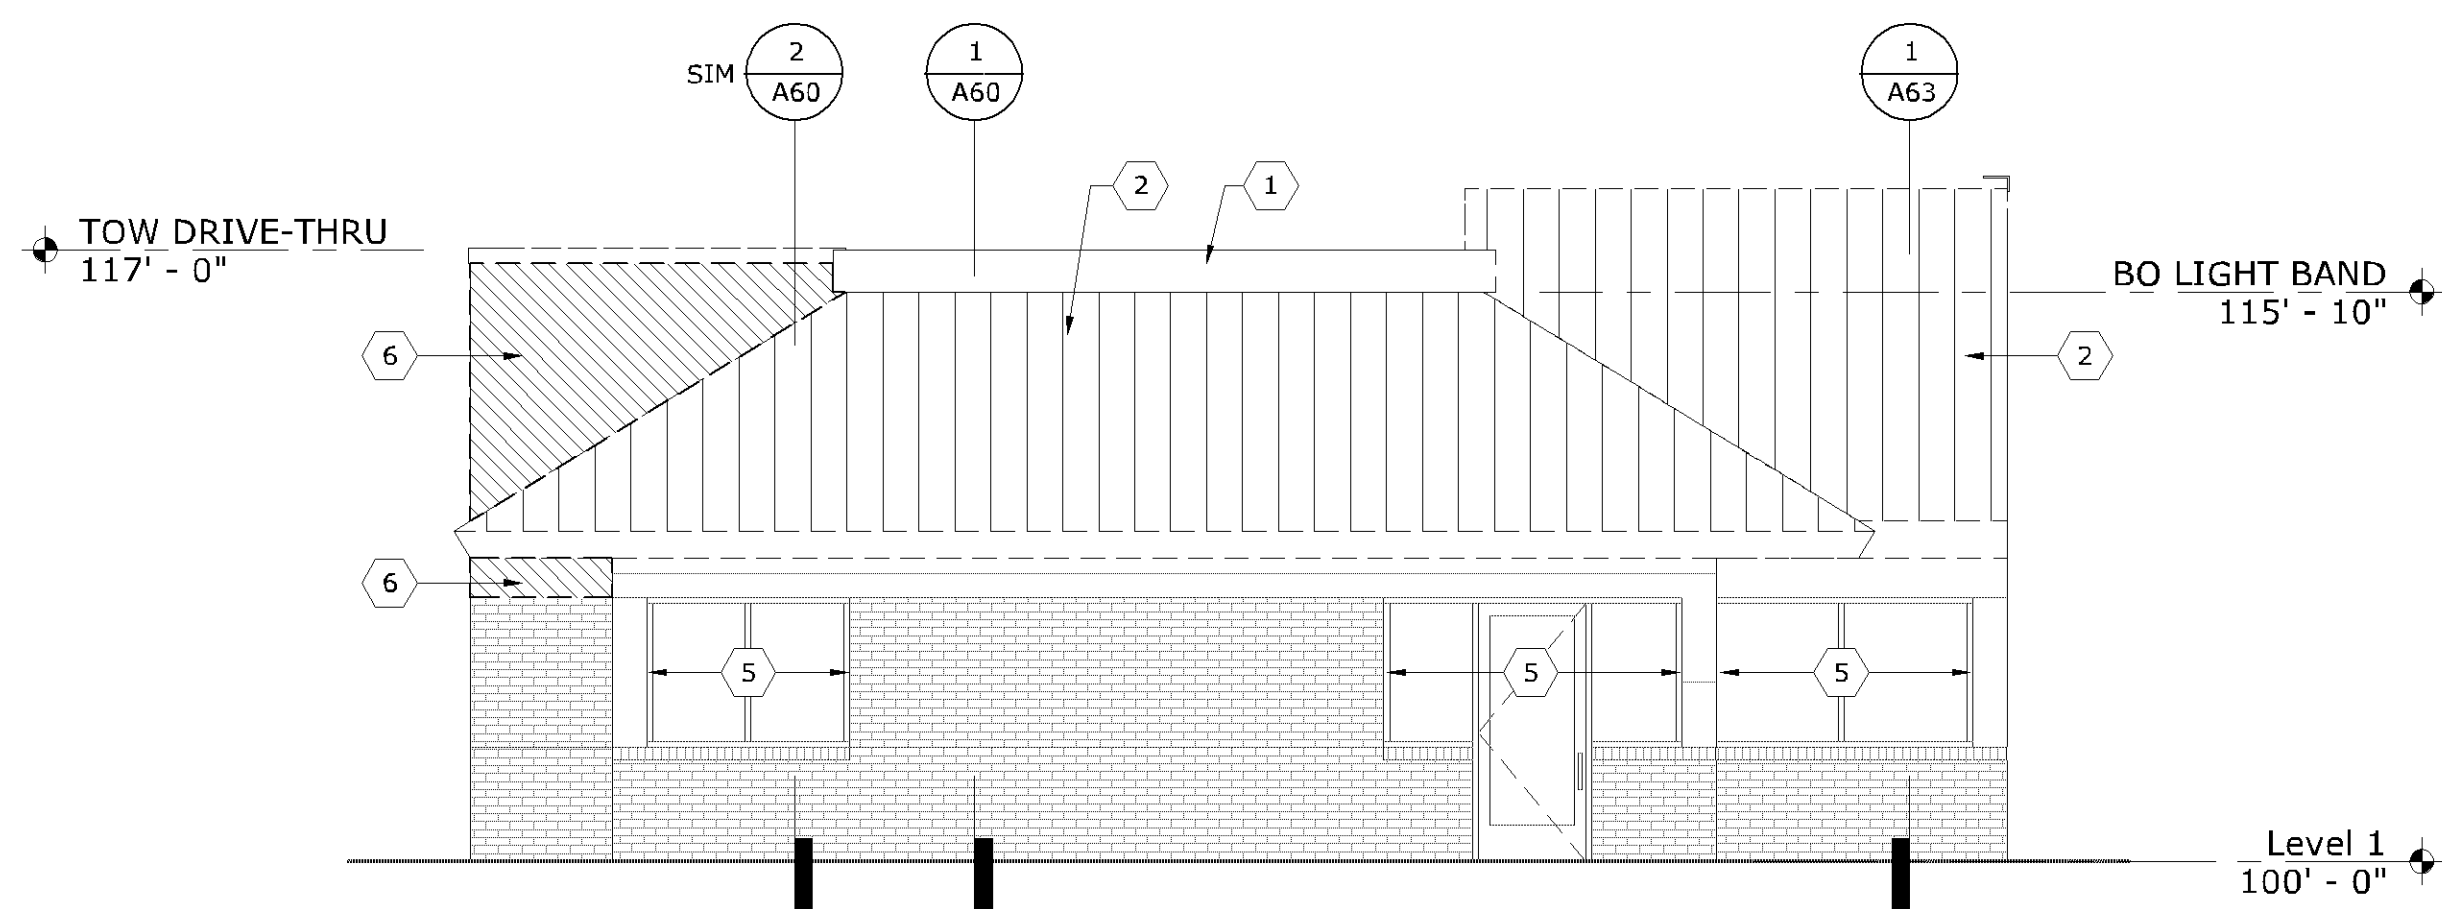 2
A60
SIM
1
A60
1
A63
2
1
TOW DRIVE-THRU
117' - 0"
BO LIGHT BAND
115' - 10"
6
2
6
5
5
5
Level 1
100' - 0"